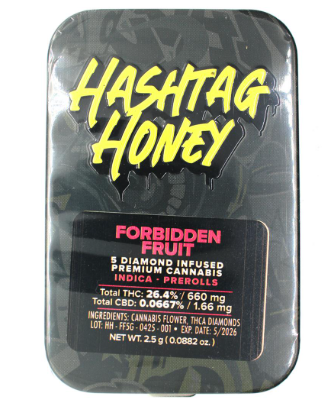 HASHTAG
HONEY
FORBIDDEN
FRUIT
5 DIAMOND INFUSED
PREMIUM CANNABIS
INDICA - PREROLLS
Total THC: 26.4% / 660 mg
Total CBD: 0.0667% / 1.66 mg
INGREDIENTS: CANNABIS FLOWER, THCA DIAMONDS
LOT: HH - FF5G - 0425 - 001 • EXP. DATE: 5/2026
NET WT. 2.5 g ( 0.0882 oz. )